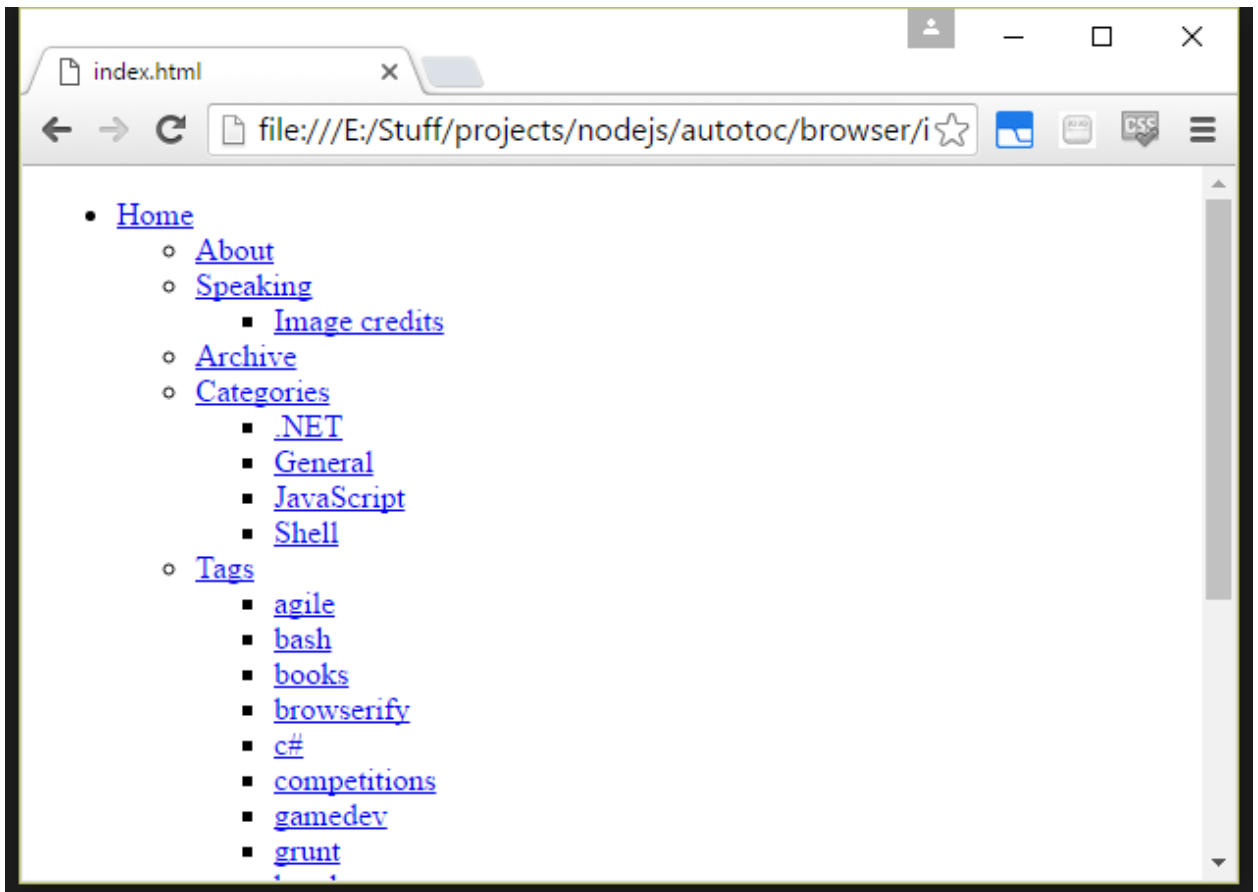 index.html
file:///E:/Stuff/projects/nodejs/autotoc/browser/i
CSS
Home
About
Speaking
Image credits
Archive
Categories
.NET
General
JavaScript
Shell
Tags
agile
bash
books
browserify
c#
competitions
gamedev
grunt